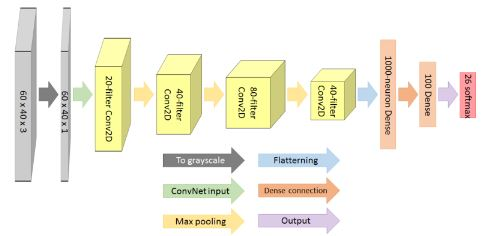 60 x 40 x 3
60 x 40 x 1
20-filter Conv2D
40-filter
Conv2D
80-filter
Conv2D
40-filter
Conv2D
1000-neuron Dense
100 Dense
26 softmax
To grayscale
Flatterning
ConvNet input
Dense connection
Max pooling
Output